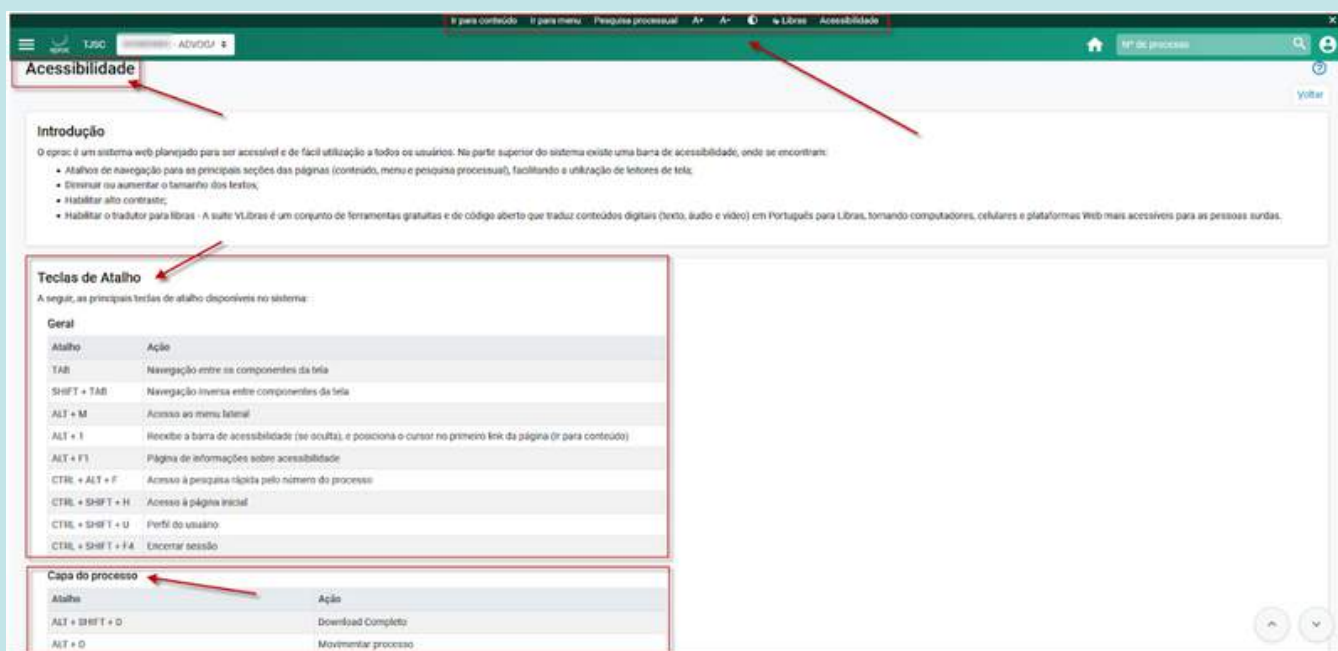 Ir para conteúdo Ir para menu Pesquisa processual A+ A- Libras Acessibilidade x
eproc TJSC - ADVOGA Nº de processo
Acessibilidade
Voltar
Introdução
O eproc é um sistema web planejado para ser acessível e de fácil utilização a todos os usuários. Na parte superior do sistema existe uma barra de acessibilidade, onde se encontram:
• Atalhos de navegação para as principais seções das páginas (conteúdo, menu e pesquisa processual), facilitando a utilização de leitores de tela;
• Diminuir ou aumentar o tamanho dos textos;
• Habilitar alto contraste;
• Habilitar o tradutor para libras - A suíte VLibras é um conjunto de ferramentas gratuitas e de código aberto que traduz conteúdos digitais (texto, áudio e vídeo) em Português para Libras, tornando computadores, celulares e plataformas Web mais acessíveis para as pessoas surdas.
Teclas de Atalho
A seguir, as principais teclas de atalho disponíveis no sistema:
Geral
Atalho Ação
TAB Navegação entre os componentes da tela
SHIFT + TAB Navegação inversa entre componentes da tela
ALT + M Acesso ao menu lateral
ALT + 1 Reexibe a barra de acessibilidade (se oculta), e posiciona o cursor no primeiro link da página (Ir para conteúdo)
ALT + F1 Página de informações sobre acessibilidade
CTRL + ALT + F Acesso à pesquisa rápida pelo número do processo
CTRL + SHIFT + H Acesso à página inicial
CTRL + SHIFT + U Perfil do usuário
CTRL + SHIFT + F4 Encerrar sessão
Capa do processo
Atalho Ação
ALT + SHIFT + D Download Completo
ALT + O Movimentar processo